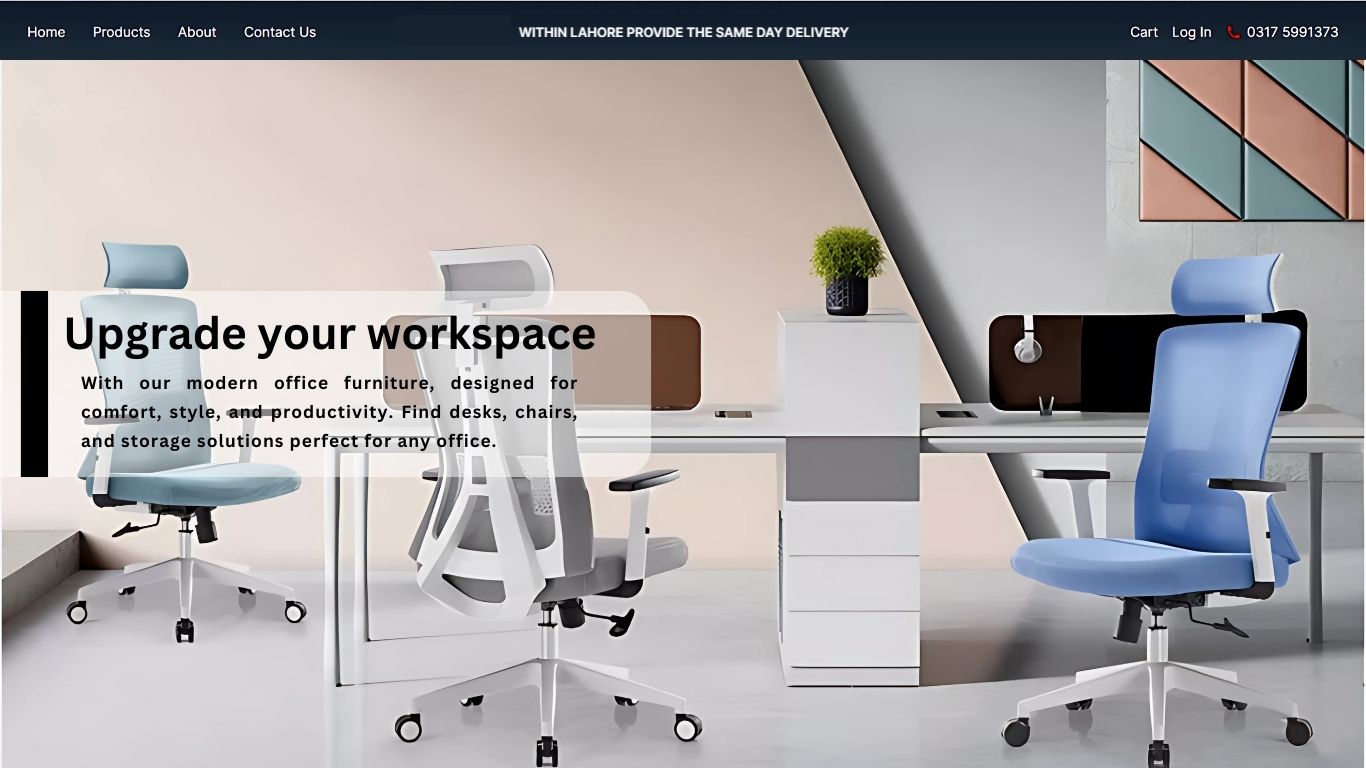 Home Products About Contact Us WITHIN LAHORE PROVIDE THE SAME DAY DELIVERY Cart Log In 0317 5991373
Upgrade your workspace
With our modern office furniture, designed for
comfort, style, and productivity. Find desks, chairs,
and storage solutions perfect for any office.